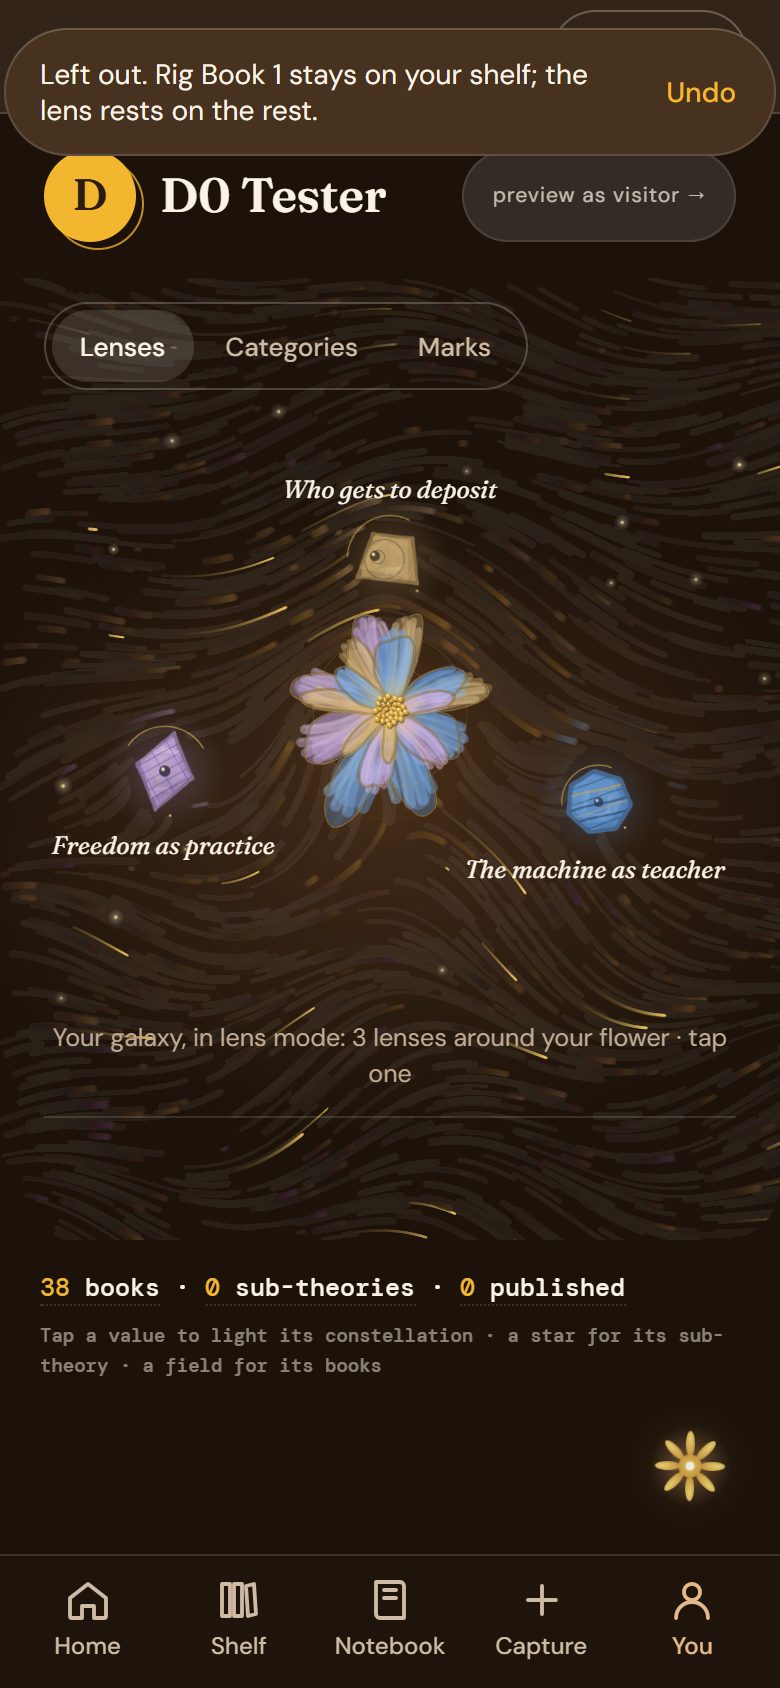 Left out. Rig Book 1 stays on your shelf; the
lens rests on the rest.
Undo
D
D0 Tester
preview as visitor →
Lenses
Categories
Marks
Who gets to deposit
Freedom as practice
The machine as teacher
Your galaxy, in lens mode: 3 lenses around your flower · tap
one
38 books · 0 sub-theories · 0 published
Tap a value to light its constellation · a star for its sub-
theory · a field for its books
Home
Shelf
Notebook
Capture
You